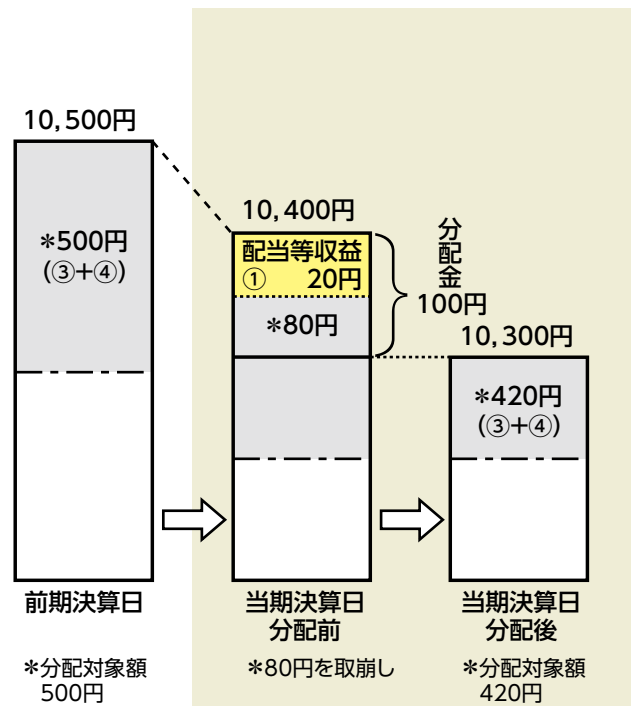 10,500円
*500円
(③+④)
前期決算日
*分配対象額
500円
10,400円
配当等収益
① 20円
*80円
分配金
100円
当期決算日
分配前
*80円を取崩し
10,300円
*420円
(③+④)
当期決算日
分配後
*分配対象額
420円